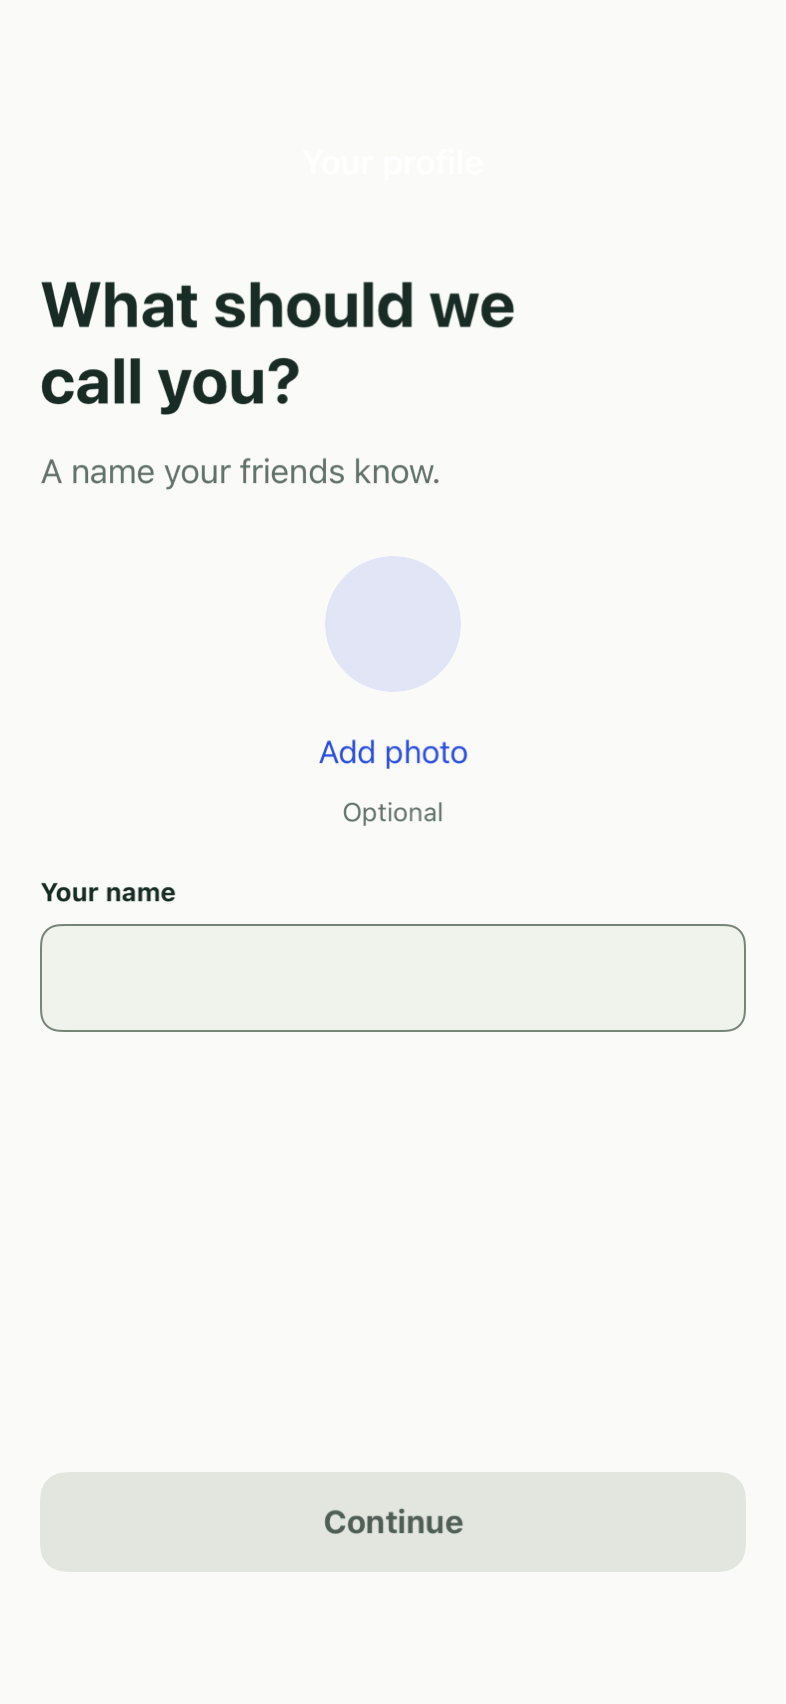 Your profile
What should we
call you?
A name your friends know.
Add photo
Optional
Your name
Continue